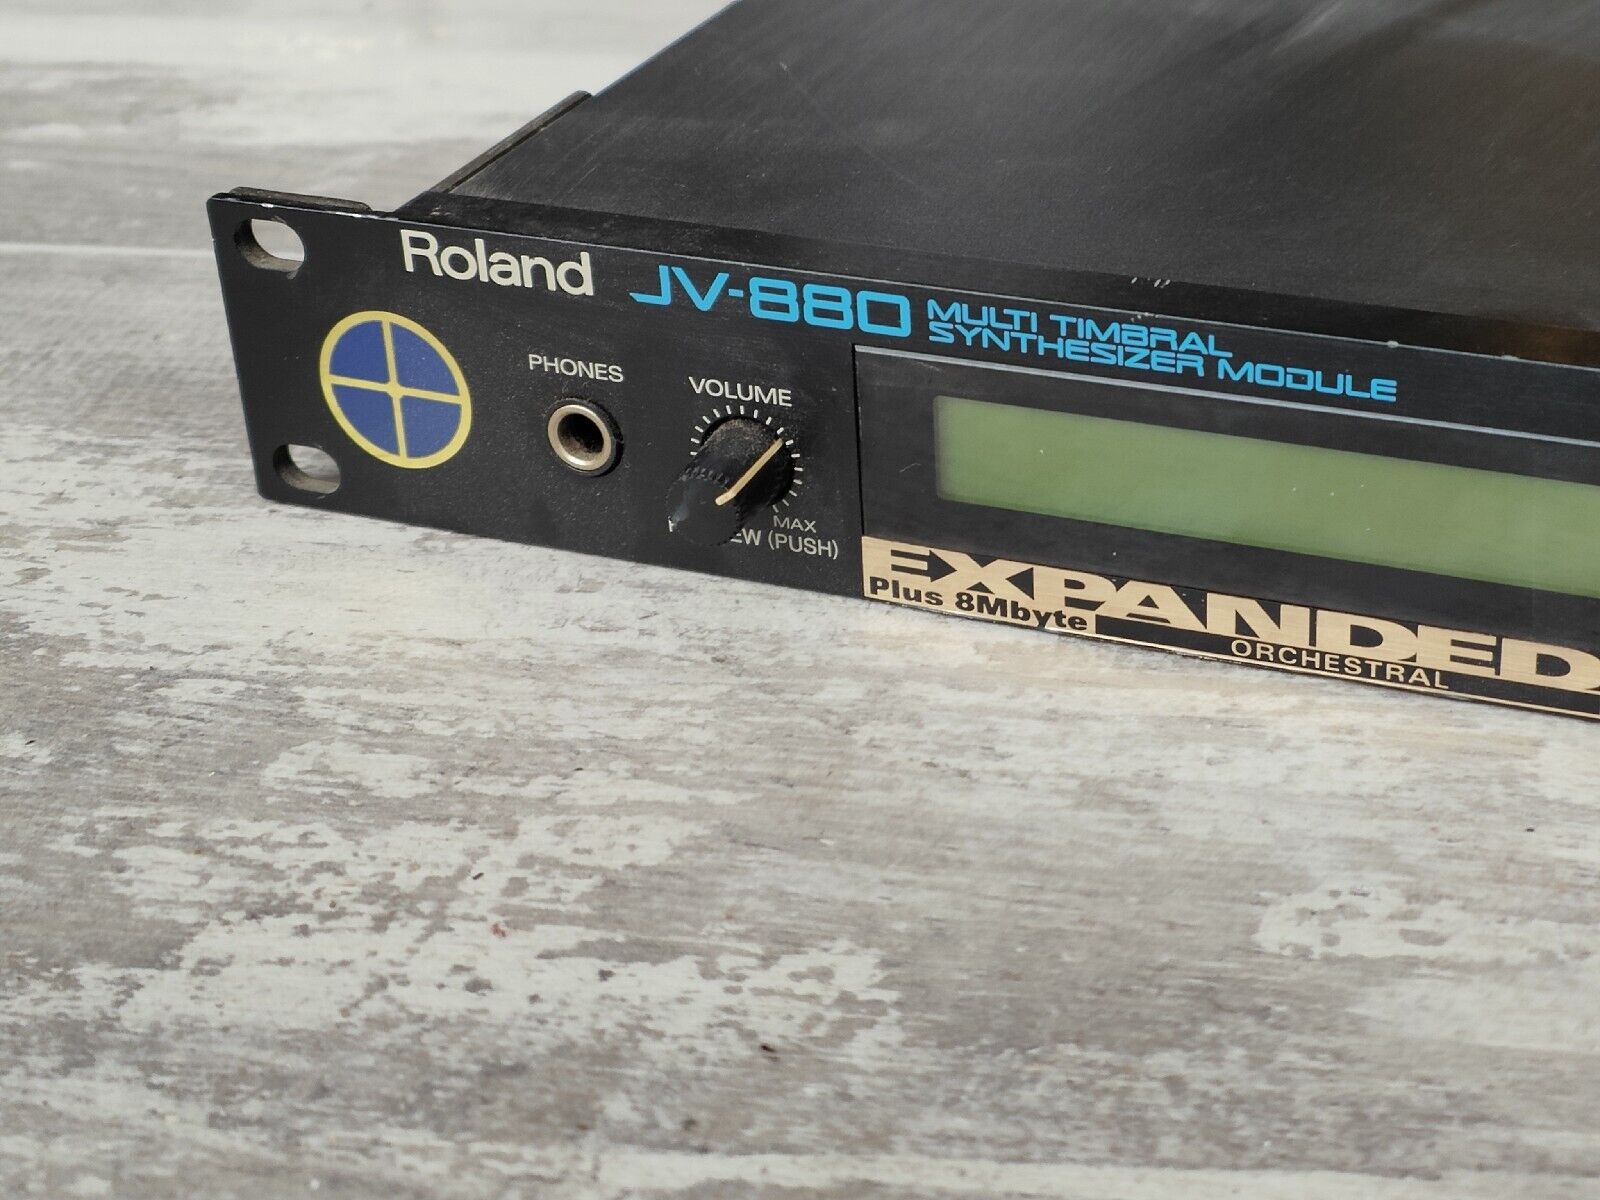 Roland
JV-880
MULTI TIMBRAL
SYNTHESIZER MODULE
PHONES
VOLUME
MAX
(PUSH)
EXPANDED
Plus 8Mbyte
ORCHESTRAL